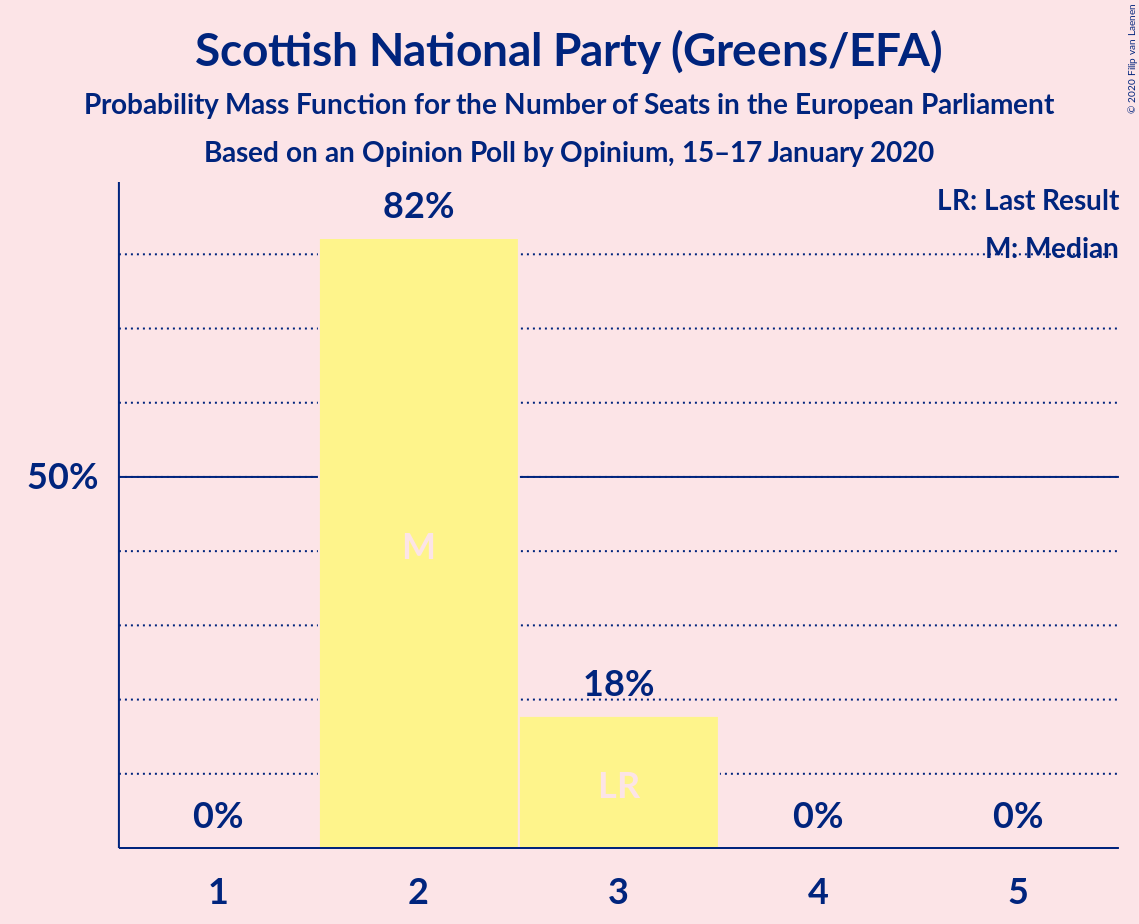 Scottish National Party (Greens/EFA)
Probability Mass Function for the Number of Seats in the European Parliament
Based on an Opinion Poll by Opinium, 15–17 January 2020
© 2020 Filip van Laenen
LR: Last Result
M: Median
82%
50%
M
18%
LR
0%
0%
0%
1
2
3
4
5